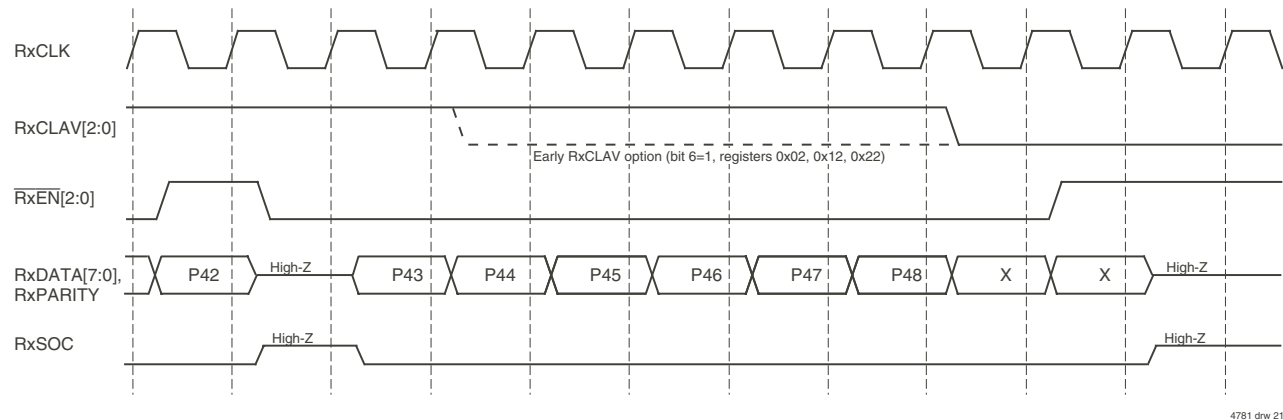 RxCLK
RxCLAV[2:0]
Early RxCLAV option (bit 6=1, registers 0x02, 0x12, 0x22)
RxEN[2:0]
RxDATA[7:0],
RxPARITY
P42
High-Z
P43
P44
P45
P46
P47
P48
X
X
High-Z
RxSOC
High-Z
High-Z
4781 drw 21